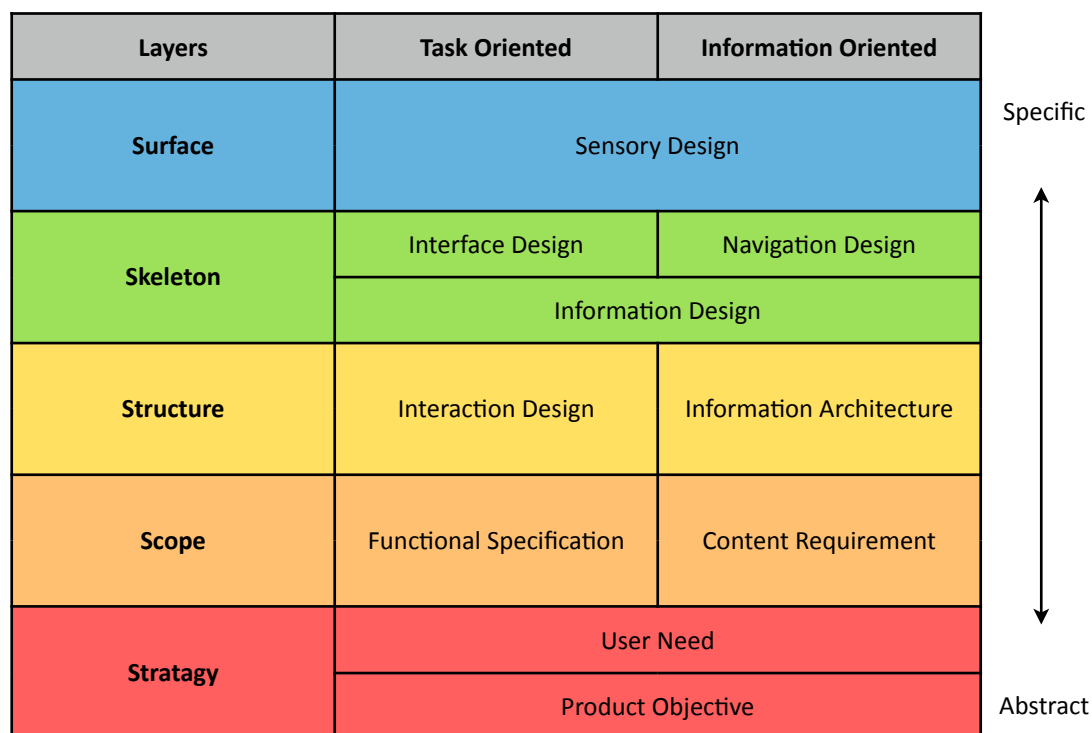 Layers Task Oriented Information Oriented
Specific
Surface Sensory Design
Interface Design Navigation Design
Skeleton
Information Design
Structure Interaction Design Information Architecture
Scope Functional Specification Content Requirement
User Need
Stratagy
Product Objective
Abstract